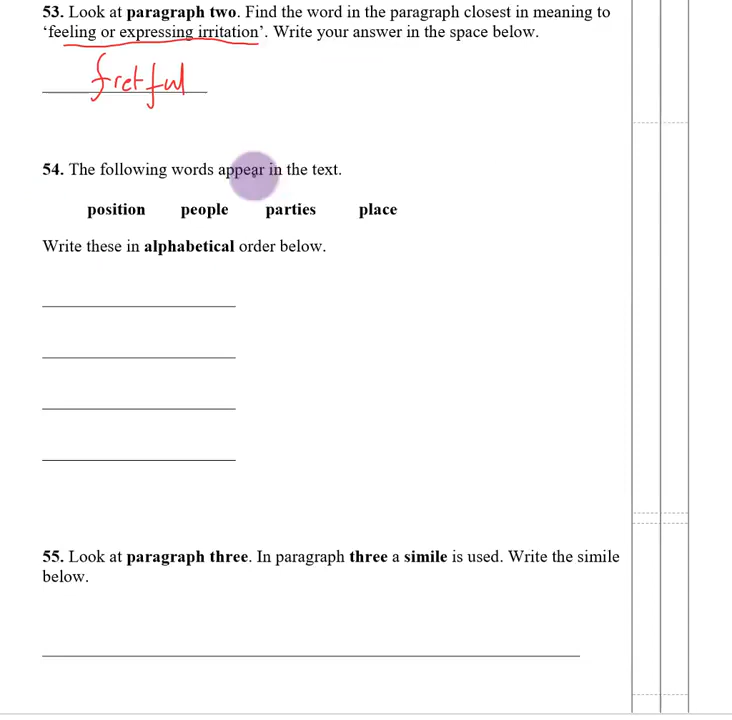 53. Look at paragraph two. Find the word in the paragraph closest in meaning to
‘feeling or expressing irritation’. Write your answer in the space below.
fretful
54. The following words appear in the text.
position people parties place
Write these in alphabetical order below.
55. Look at paragraph three. In paragraph three a simile is used. Write the simile
below.